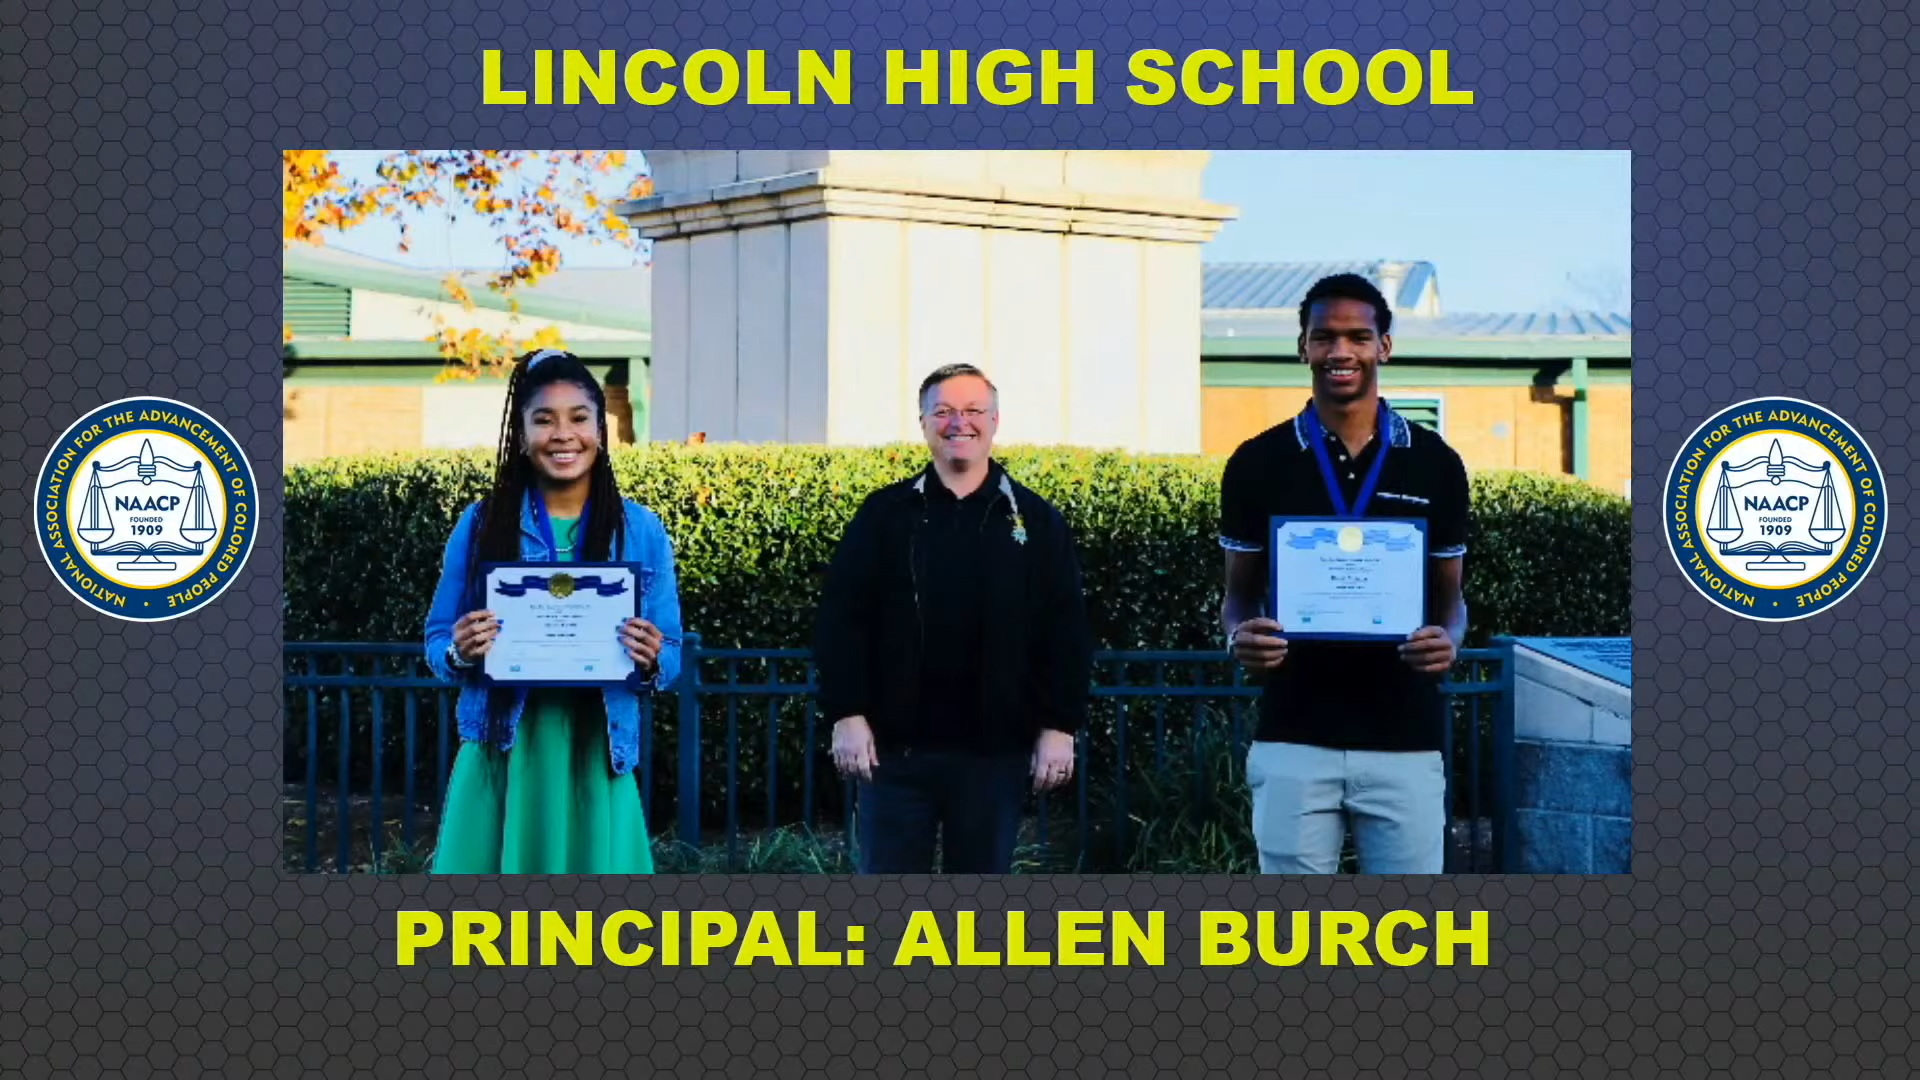 LINCOLN HIGH SCHOOL
NATIONAL ASSOCIATION FOR THE ADVANCEMENT OF COLORED PEOPLE
NAACP
FOUNDED
1909
NATIONAL ASSOCIATION FOR THE ADVANCEMENT OF COLORED PEOPLE
NAACP
FOUNDED
1909
PRINCIPAL: ALLEN BURCH